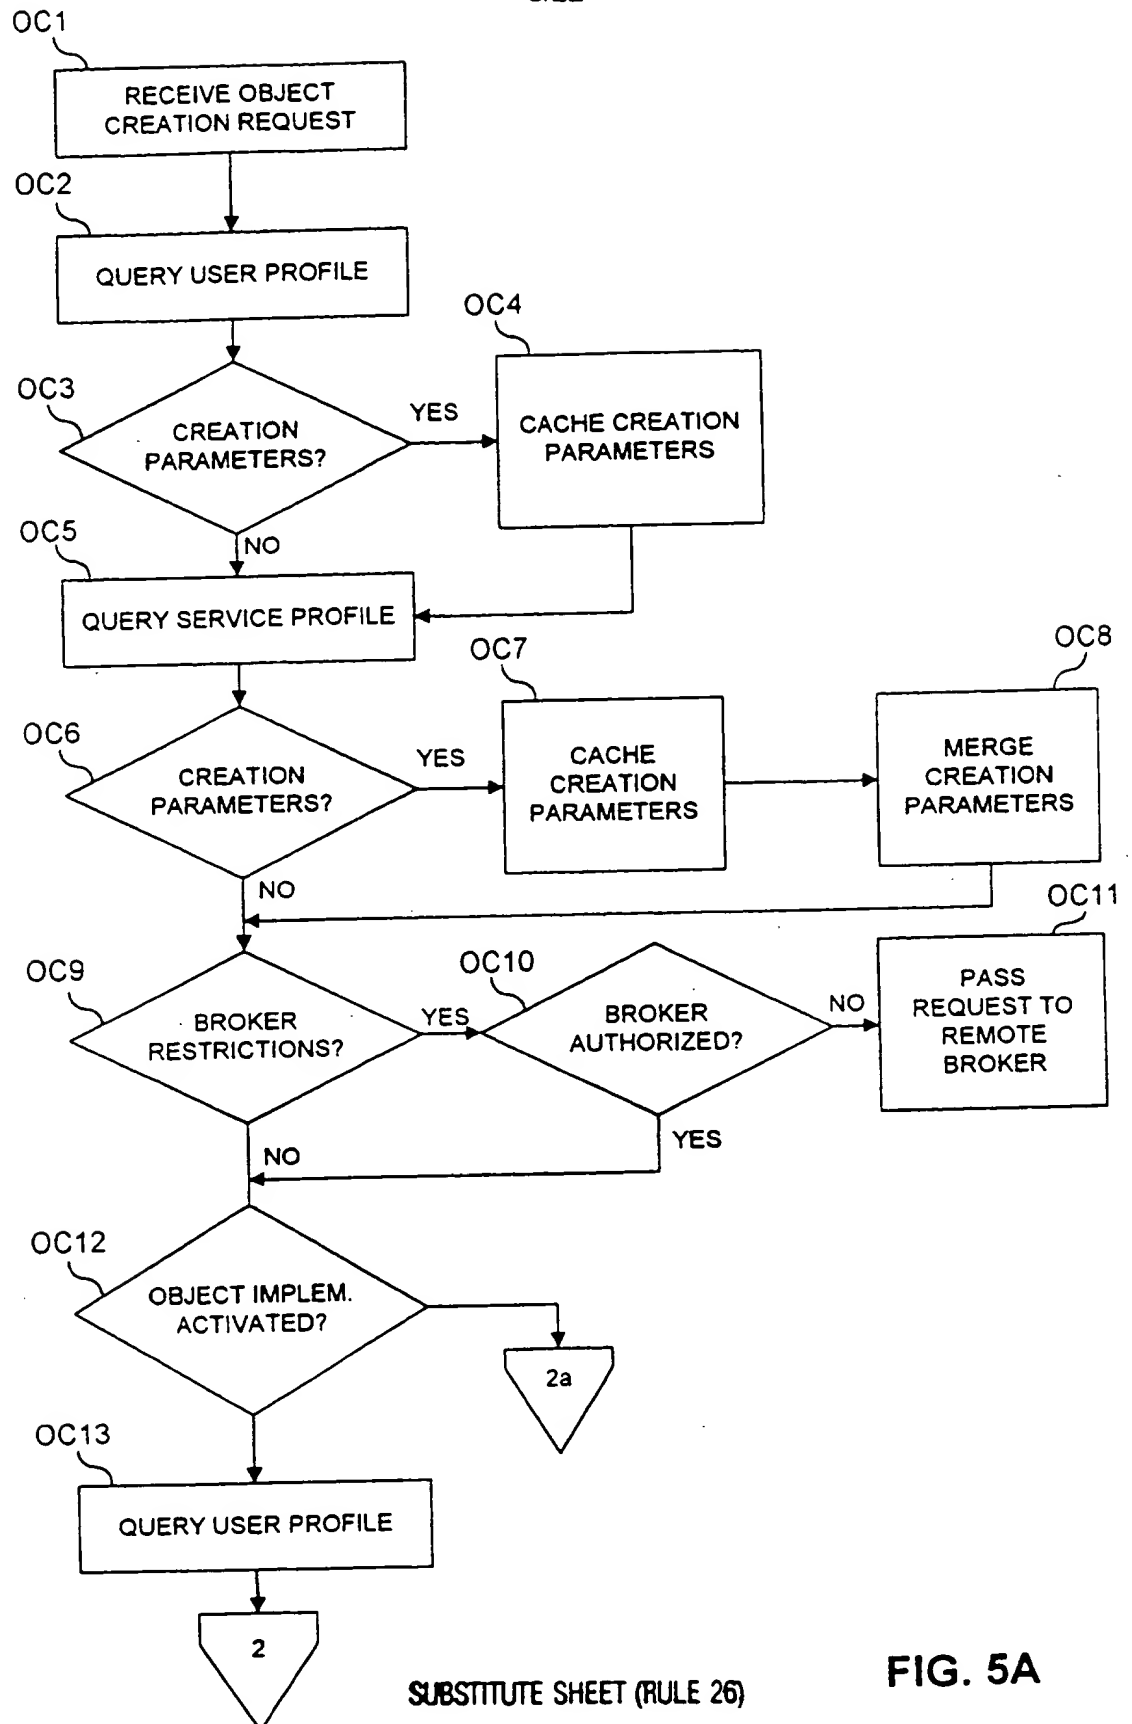 OC1
RECEIVE OBJECT
CREATION REQUEST
OC2
QUERY USER PROFILE
OC3
CREATION
PARAMETERS?
YES
OC4
CACHE CREATION
PARAMETERS
NO
OC5
QUERY SERVICE PROFILE
OC6
CREATION
PARAMETERS?
YES
OC7
CACHE
CREATION
PARAMETERS
OC8
MERGE
CREATION
PARAMETERS
NO
OC9
BROKER
RESTRICTIONS?
YES
OC10
BROKER
AUTHORIZED?
NO
OC11
PASS
REQUEST TO
REMOTE
BROKER
YES
NO
OC12
OBJECT IMPLEM.
ACTIVATED?
2a
OC13
QUERY USER PROFILE
2
SUBSTITUTE SHEET (RULE 26)
FIG. 5A